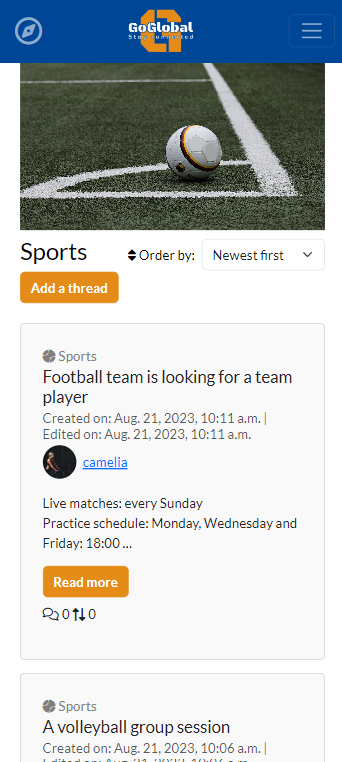 GoGlobal
Stay connected
Sports
Order by:
Newest first
Add a thread
Sports
Football team is looking for a team
player
Created on: Aug. 21, 2023, 10:11 a.m. |
Edited on: Aug. 21, 2023, 10:11 a.m.
camelia
Live matches: every Sunday
Practice schedule: Monday, Wednesday and
Friday: 18:00 ...
Read more
0 0
Sports
A volleyball group session
Created on: Aug. 21, 2023, 10:06 a.m. |